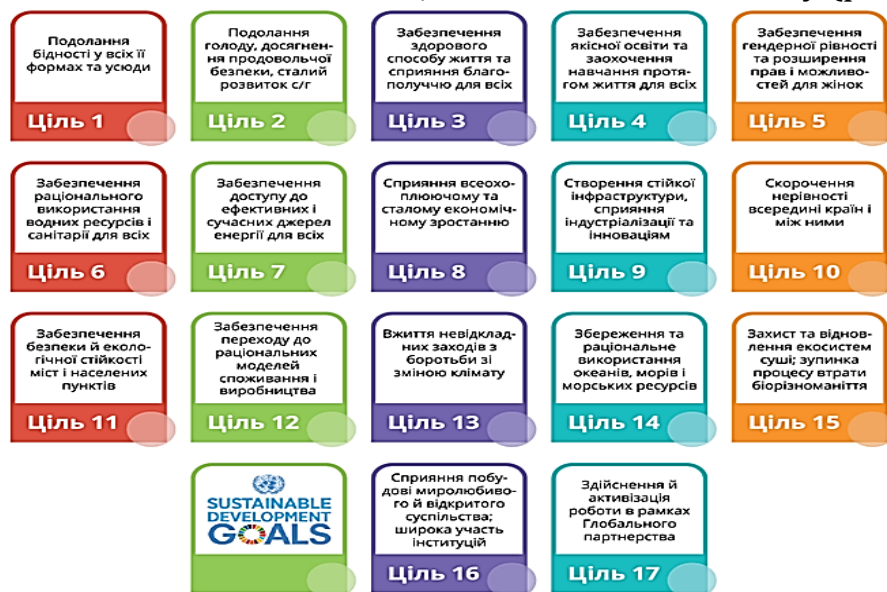 Подолання
бідності у всіх її
формах та усюди
Ціль 1
Подолання
голоду, досягнен-
ня продовольчої
безпеки, сталий
розвиток с/г
Ціль 2
Забезпечення
здорового
способу життя та
сприяння благо-
получчю для всіх
Ціль 3
Забезпечення
якісної освіти та
заохочення
навчання протя-
гом життя для всіх
Ціль 4
Забезпечення
гендерної рівності
та розширення
прав і можливо-
стей для жінок
Ціль 5
Забезпечення
раціонального
використання
водних ресурсів і
санітарії для всіх
Ціль 6
Забезпечення
доступу до
ефективних і
сучасних джерел
енергії для всіх
Ціль 7
Сприяння всеохо-
плюючому та
сталому економіч-
ному зростанню
Ціль 8
Створення стійкої
інфраструктури,
сприяння
індустріалізації та
інноваціям
Ціль 9
Скорочення
нерівності
всередині країн і
між ними
Ціль 10
Забезпечення
безпеки й еколо-
гічної стійкості
міст і населених
пунктів
Ціль 11
Забезпечення
переходу до
раціональних
моделей
споживання і
виробництва
Ціль 12
Вжиття невідклад-
них заходів з
боротьби зі
зміною клімату
Ціль 13
Збереження та
раціональне
використання
океанів, морів і
морських ресурсів
Ціль 14
Захист та віднов-
лення екосистем
суші; зупинка
процесу втрати
біорізноманіття
Ціль 15
SUSTAINABLE
DEVELOPMENT
GOALS
Сприяння побу-
дові миролюбиво-
го й відкритого
суспільства;
широка участь
інституцій
Ціль 16
Здійснення й
активізація
роботи в рамках
Глобального
партнерства
Ціль 17